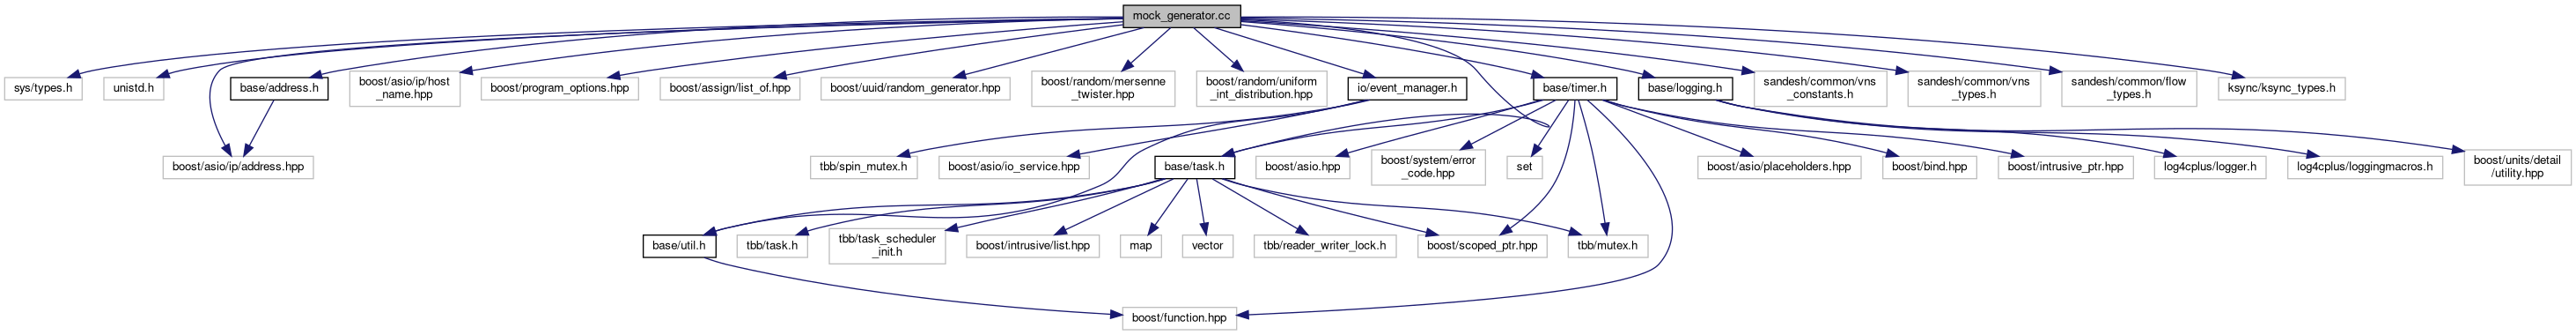 mock_generator.cc
sys/types.h
unistd.h
base/address.h
boost/asio/ip/host
_name.hpp
boost/program_options.hpp
boost/assign/list_of.hpp
boost/uuid/random_generator.hpp
boost/random/mersenne
_twister.hpp
boost/random/uniform
_int_distribution.hpp
io/event_manager.h
base/timer.h
base/logging.h
sandesh/common/vns
_constants.h
sandesh/common/vns
_types.h
sandesh/common/flow
_types.h
ksync/ksync_types.h
boost/asio/ip/address.hpp
tbb/spin_mutex.h
boost/asio/io_service.hpp
base/task.h
boost/asio.hpp
boost/system/error
_code.hpp
set
boost/asio/placeholders.hpp
boost/bind.hpp
boost/intrusive_ptr.hpp
log4cplus/logger.h
log4cplus/loggingmacros.h
boost/units/detail
/utility.hpp
base/util.h
tbb/task.h
tbb/task_scheduler
_init.h
boost/intrusive/list.hpp
map
vector
tbb/reader_writer_lock.h
boost/scoped_ptr.hpp
tbb/mutex.h
boost/function.hpp